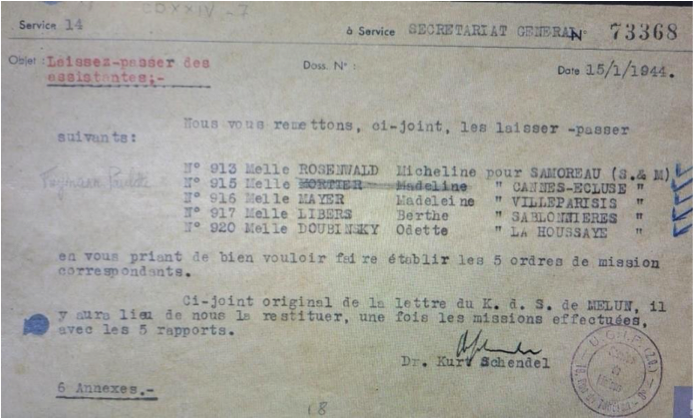 CDXXIV-7
Service 14
à Service SECRETARIAT GENERAL N° 73368
Objet : Laissez-passer des
assistantes;-
Doss. N° :
Date 15/1/1944.
Nous vous remettons, ci-joint, les laisser -passer
suivants:
N° 913 Melle ROSENWALD Micheline pour SAMOREAU (S.& M)
N° 915 Melle MORTIER Madeline " CANNES-ECLUSE "
N° 916 Melle MAYER Madeleine " VILLEPARISIS "
N° 917 Melle LIBERS Berthe " SABLONNIERES "
N° 920 Melle DOUBINSKY Odette " LA HOUSSAYE "
en vous priant de bien vouloir faire établir les 5 ordres de mission
correspondants.
Ci-joint original de la lettre du K. d. S. de MELUN, il
y aura lieu de nous la restituer, une fois les missions effectuées,
avec les 5 rapports.
Dr. Kurt Schendel
U.G.I.F. (Z.O.)
6 Annexes.-
18